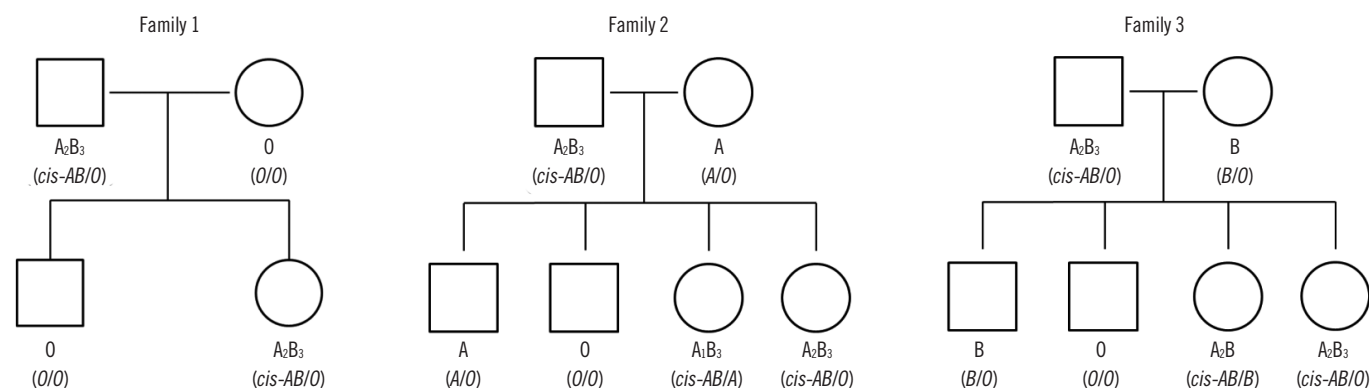 Family 1
A₂B₃
(cis-AB/O)
O
(O/O)
O
(O/O)
A₂B₃
(cis-AB/O)
Family 2
A₂B₃
(cis-AB/O)
A
(A/O)
A
(A/O)
O
(O/O)
A₁B₃
(cis-AB/A)
A₂B₃
(cis-AB/O)
Family 3
A₂B₃
(cis-AB/O)
B
(B/O)
B
(B/O)
O
(O/O)
A₂B
(cis-AB/B)
A₂B₃
(cis-AB/O)